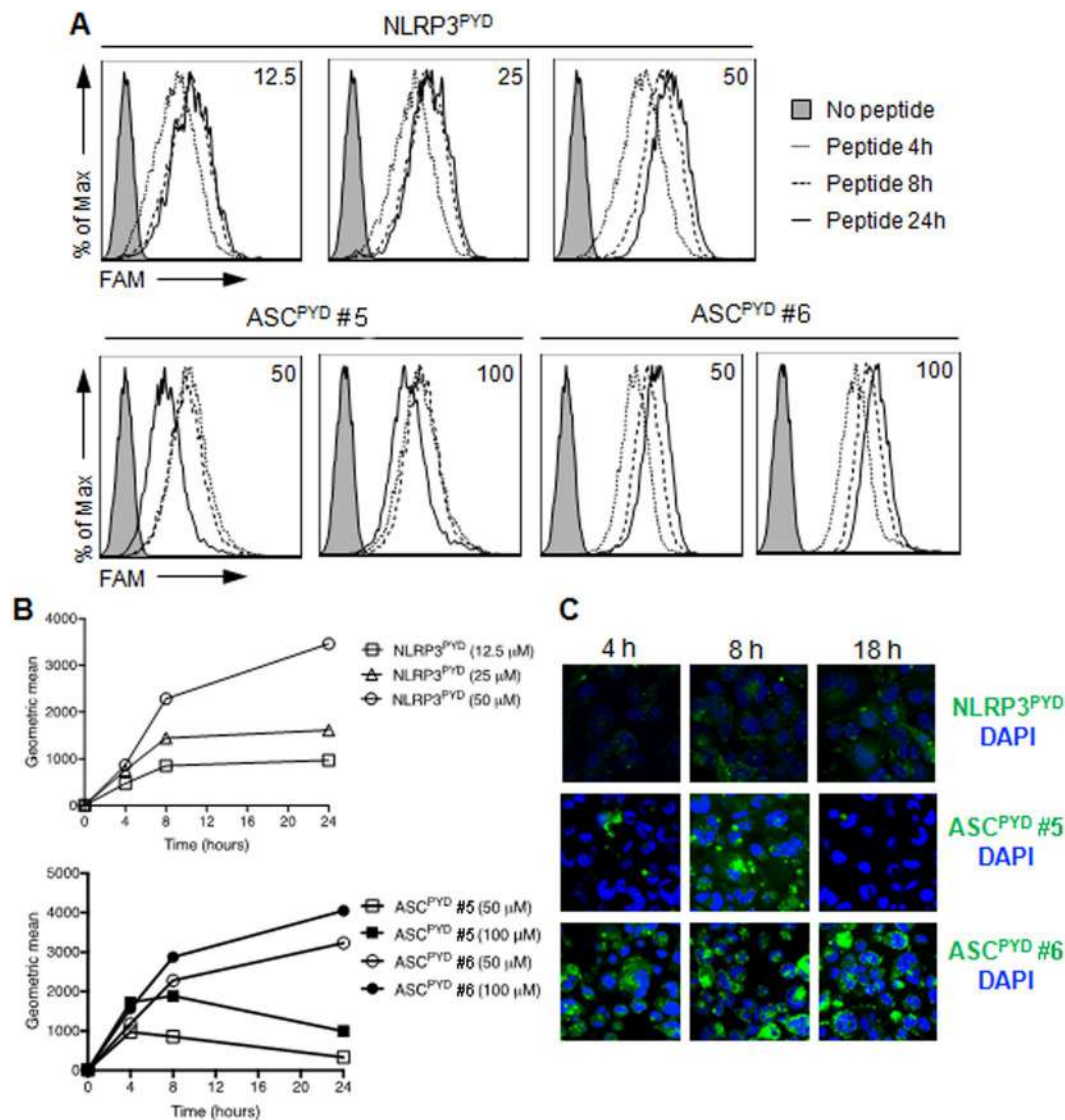 A
NLRP3PYD
12.5
25
50
No peptide
Peptide 4h
Peptide 8h
Peptide 24h
% of Max
FAM
ASCPYD #5
ASCPYD #6
50
100
50
100
% of Max
FAM
B
4000
3000
2000
1000
0
Geometric mean
0 4 8 12 16 20 24
Time (hours)
NLRP3PYD (12.5 µM)
NLRP3PYD (25 µM)
NLRP3PYD (50 µM)
5000
4000
3000
2000
1000
0
Geometric mean
0 4 8 12 16 20 24
Time (hours)
ASCPYD #5 (50 µM)
ASCPYD #5 (100 µM)
ASCPYD #6 (50 µM)
ASCPYD #6 (100 µM)
C
4 h 8 h 18 h
NLRP3PYD
DAPI
ASCPYD #5
DAPI
ASCPYD #6
DAPI